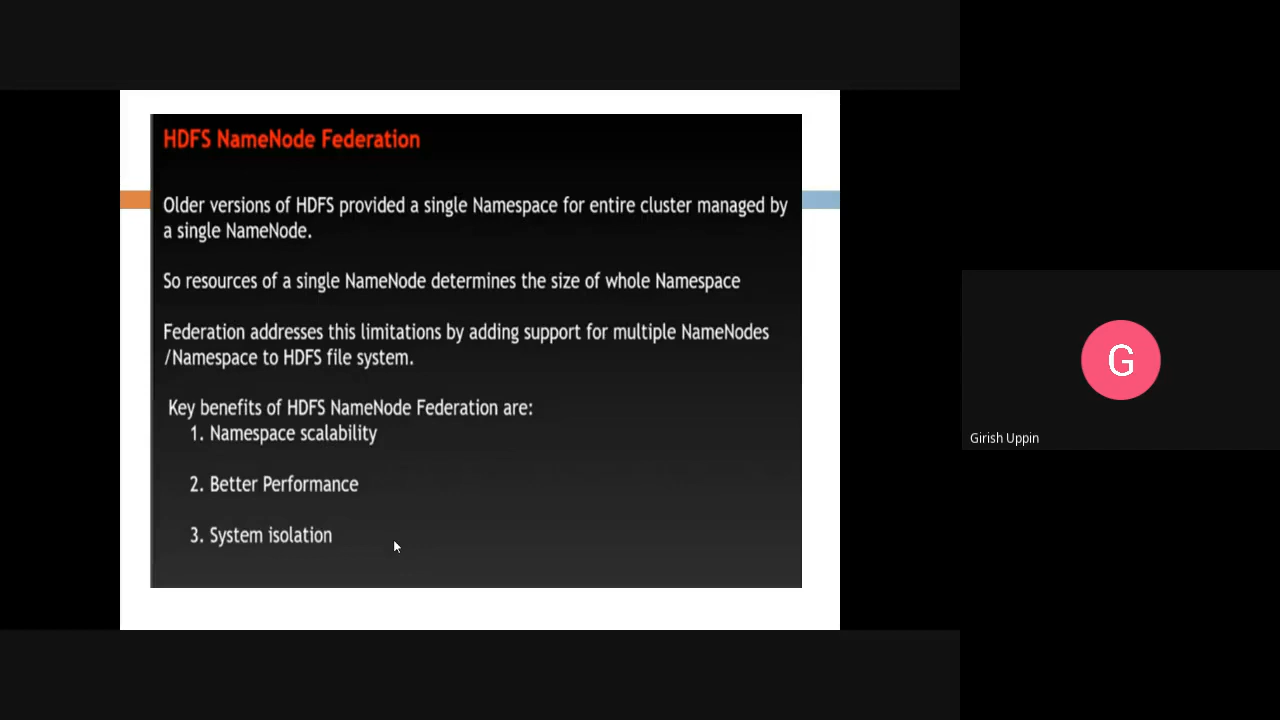 HDFS NameNode Federation
Older versions of HDFS provided a single Namespace for entire cluster managed by
a single NameNode.
So resources of a single NameNode determines the size of whole Namespace
Federation addresses this limitations by adding support for multiple NameNodes
/Namespace to HDFS file system.
Key benefits of HDFS NameNode Federation are:
1. Namespace scalability
2. Better Performance
3. System isolation
G
Girish Uppin